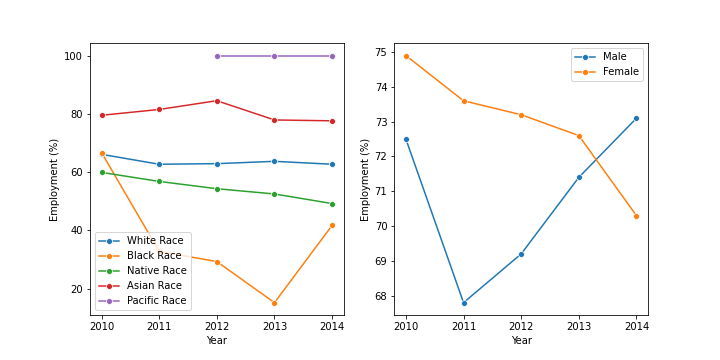 100
80
60
40
20
Employment (%)
White Race
Black Race
Native Race
Asian Race
Pacific Race
2010 2011 2012 2013 2014
Year
75
74
73
72
71
70
69
68
Employment (%)
Male
Female
2010 2011 2012 2013 2014
Year